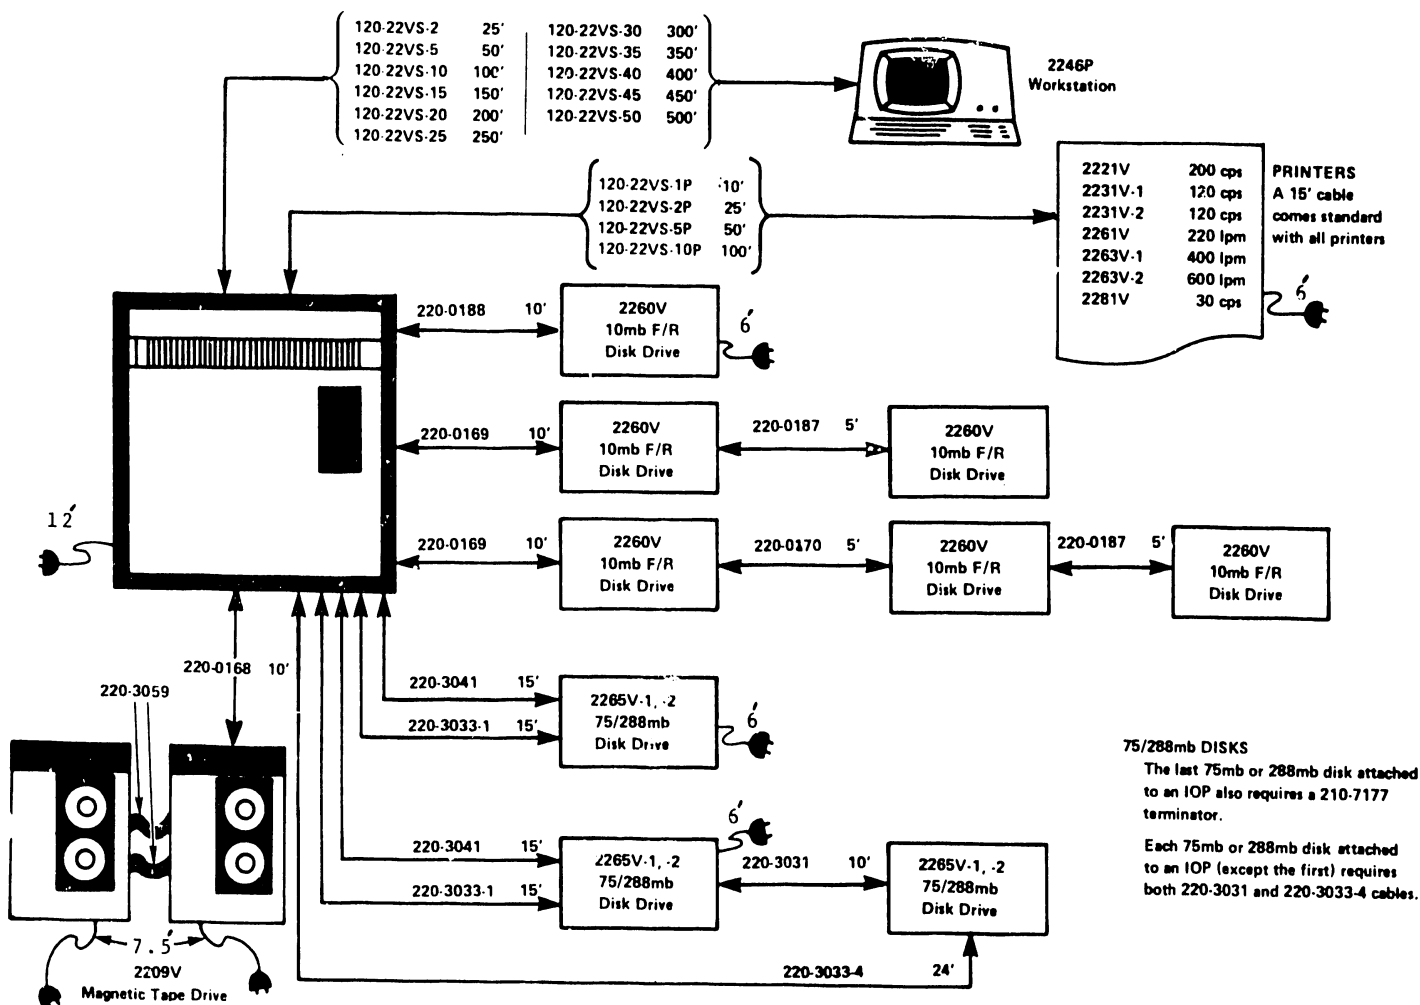 120-22VS-2 25'
120-22VS-5 50'
120-22VS-10 100'
120-22VS-15 150'
120-22VS-20 200'
120-22VS-25 250'
120-22VS-30 300'
120-22VS-35 350'
120-22VS-40 400'
120-22VS-45 450'
120-22VS-50 500'
2246P
Workstation
120-22VS-1P 10'
120-22VS-2P 25'
120-22VS-5P 50'
120-22VS-10P 100'
2221V 200 cps
2231V-1 120 cps
2231V-2 120 cps
2261V 220 lpm
2263V-1 400 lpm
2263V-2 600 lpm
2281V 30 cps
PRINTERS
A 15' cable
comes standard
with all printers
6'
220-0188 10'
2260V
10mb F/R
Disk Drive
6'
220-0169 10'
2260V
10mb F/R
Disk Drive
220-0187 5'
2260V
10mb F/R
Disk Drive
12'
220-0169 10'
2260V
10mb F/R
Disk Drive
220-0170 5'
2260V
10mb F/R
Disk Drive
220-0187 5'
2260V
10mb F/R
Disk Drive
220-0168 10'
220-3059
220-3041 15'
220-3033-1 15'
2265V-1, -2
75/288mb
Disk Drive
6'
220-3041 15'
220-3033-1 15'
2265V-1, -2
75/288mb
Disk Drive
6'
220-3031 10'
2265V-1, -2
75/288mb
Disk Drive
220-3033-4 24'
7.5'
2209V
Magnetic Tape Drive
75/288mb DISKS
The last 75mb or 288mb disk attached
to an IOP also requires a 210-7177
terminator.
Each 75mb or 288mb disk attached
to an IOP (except the first) requires
both 220-3031 and 220-3033-4 cables.